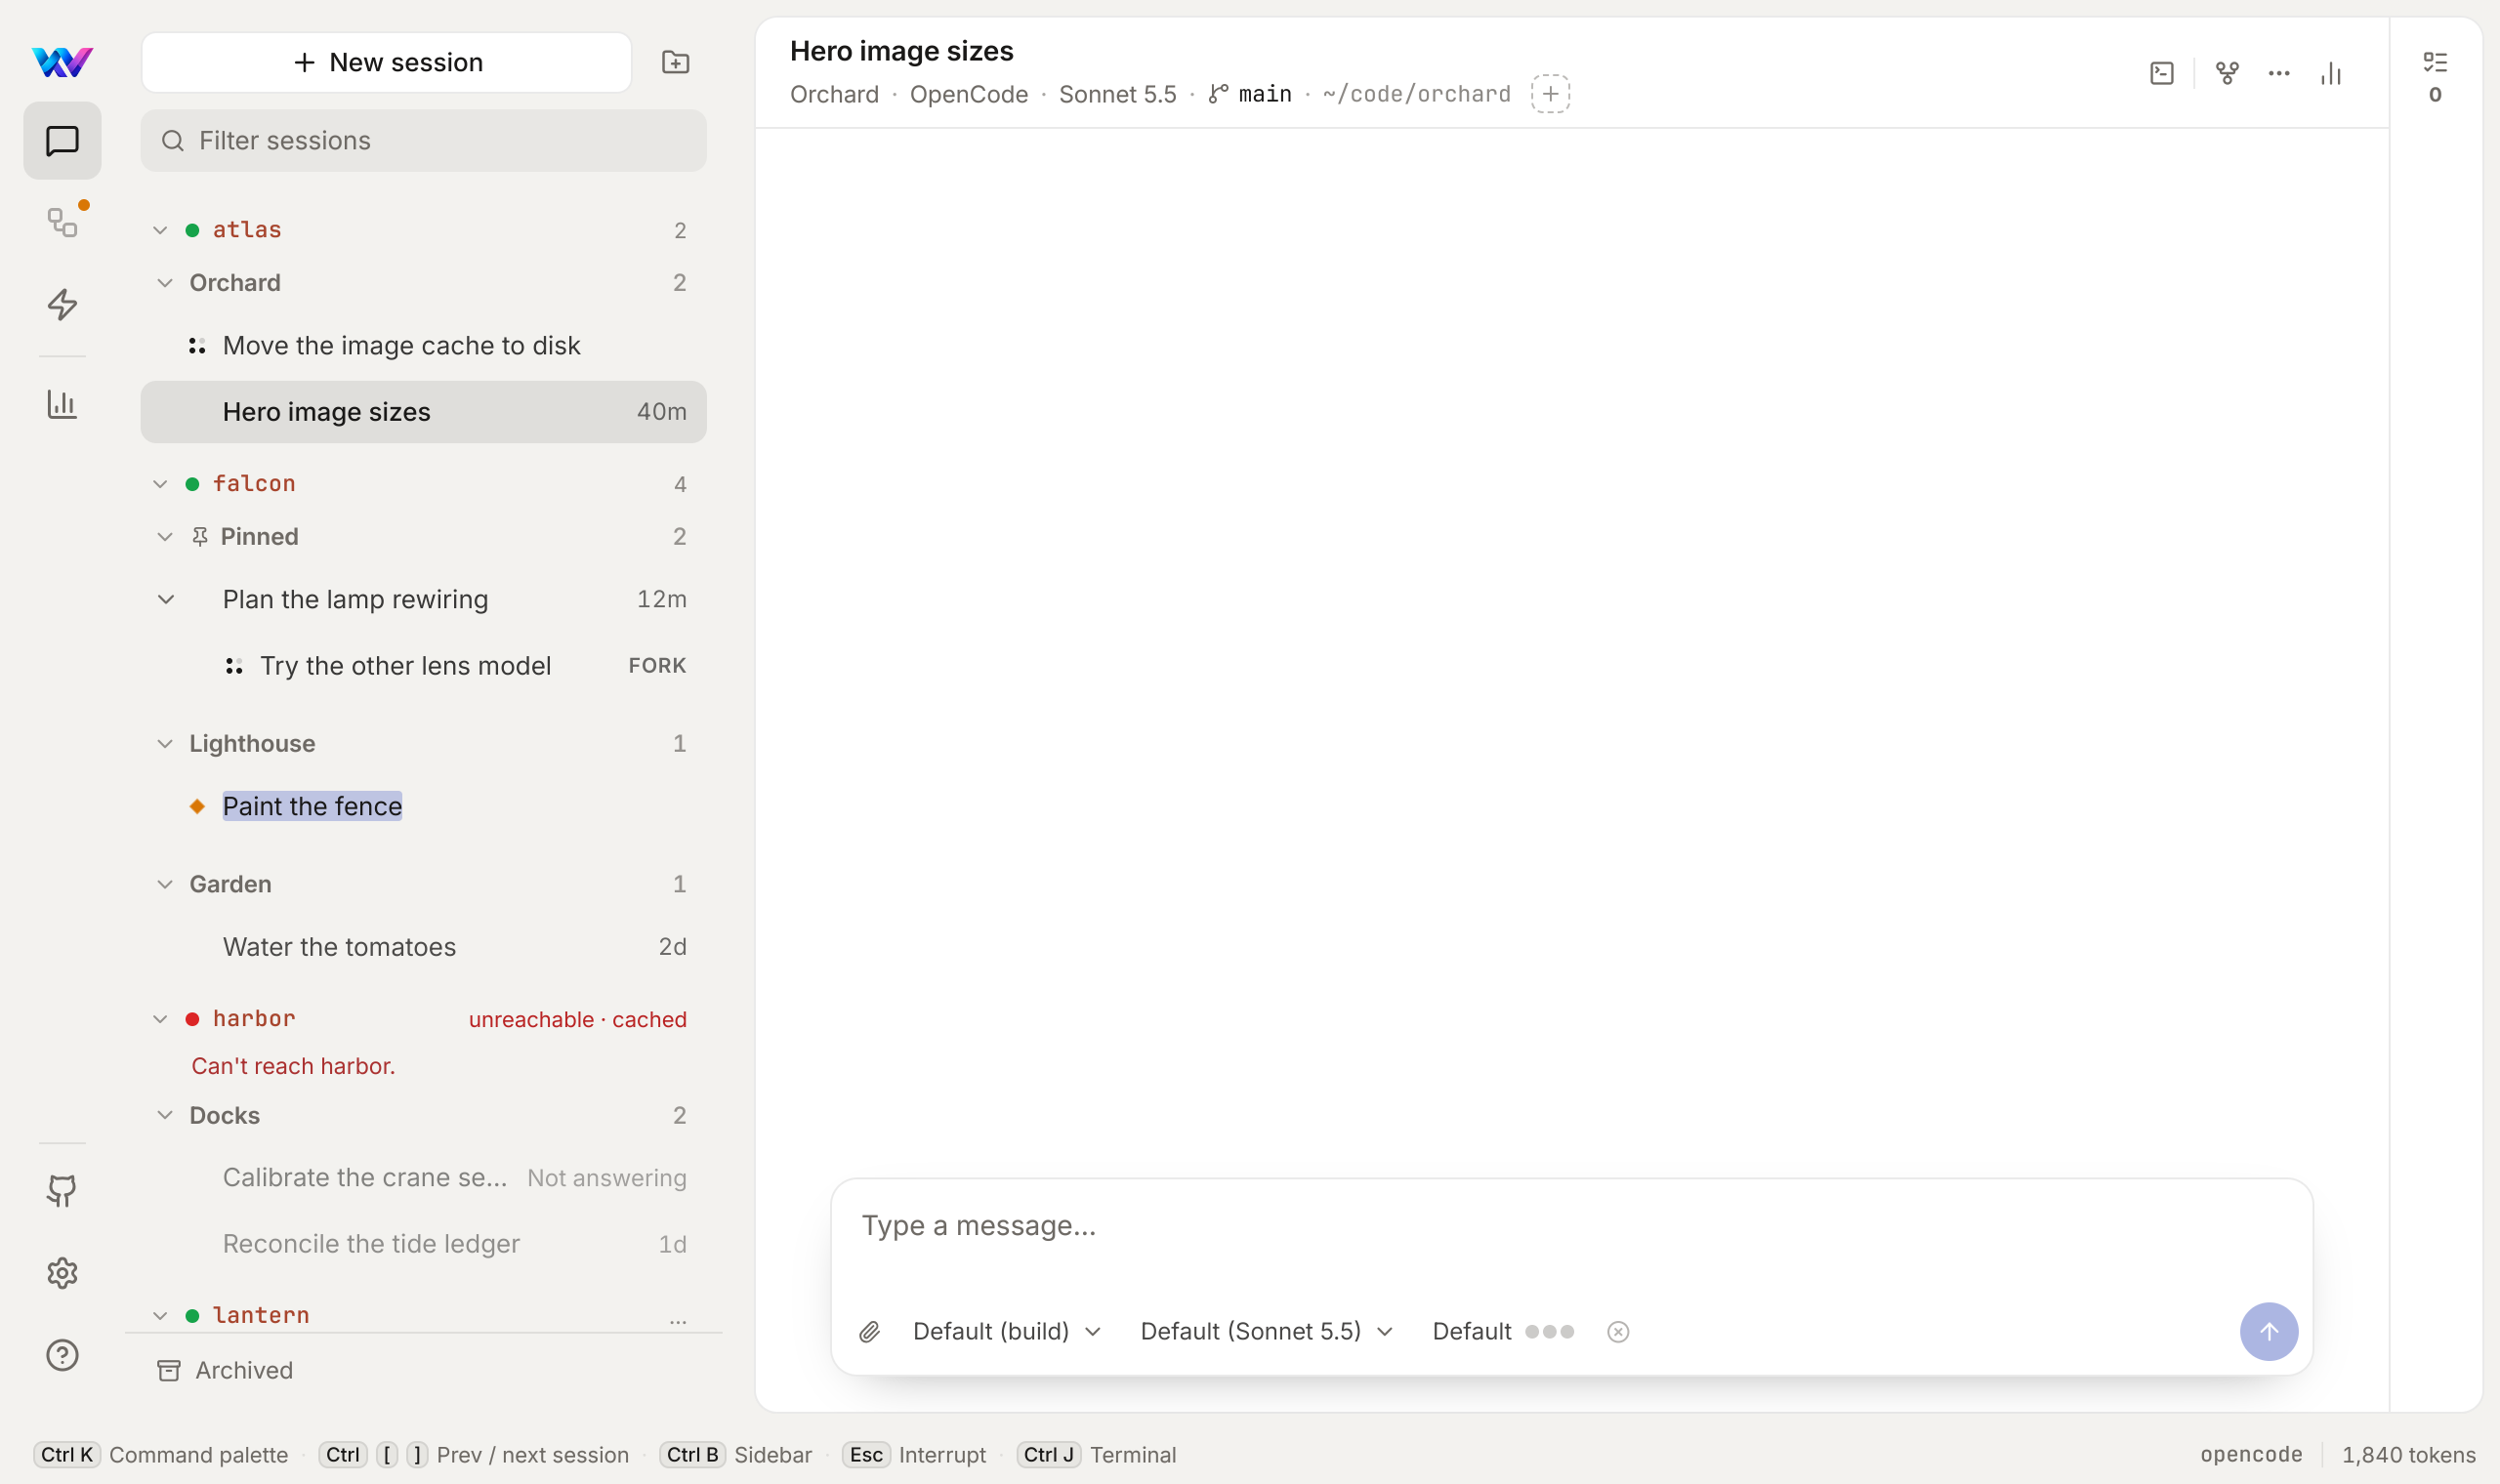 New session
Filter sessions
atlas 2
Orchard 2
Move the image cache to disk
Hero image sizes 40m
falcon 4
Pinned 2
Plan the lamp rewiring 12m
Try the other lens model FORK
Lighthouse 1
Paint the fence
Garden 1
Water the tomatoes 2d
harbor unreachable · cached
Can't reach harbor.
Docks 2
Calibrate the crane se... Not answering
Reconcile the tide ledger 1d
lantern ...
Archived
Hero image sizes
Orchard · OpenCode · Sonnet 5.5 · main · ~/code/orchard
0
Type a message...
Default (build) Default (Sonnet 5.5) Default
Ctrl K Command palette · Ctrl [ ] Prev / next session · Ctrl B Sidebar · Esc Interrupt · Ctrl J Terminal
opencode 1,840 tokens